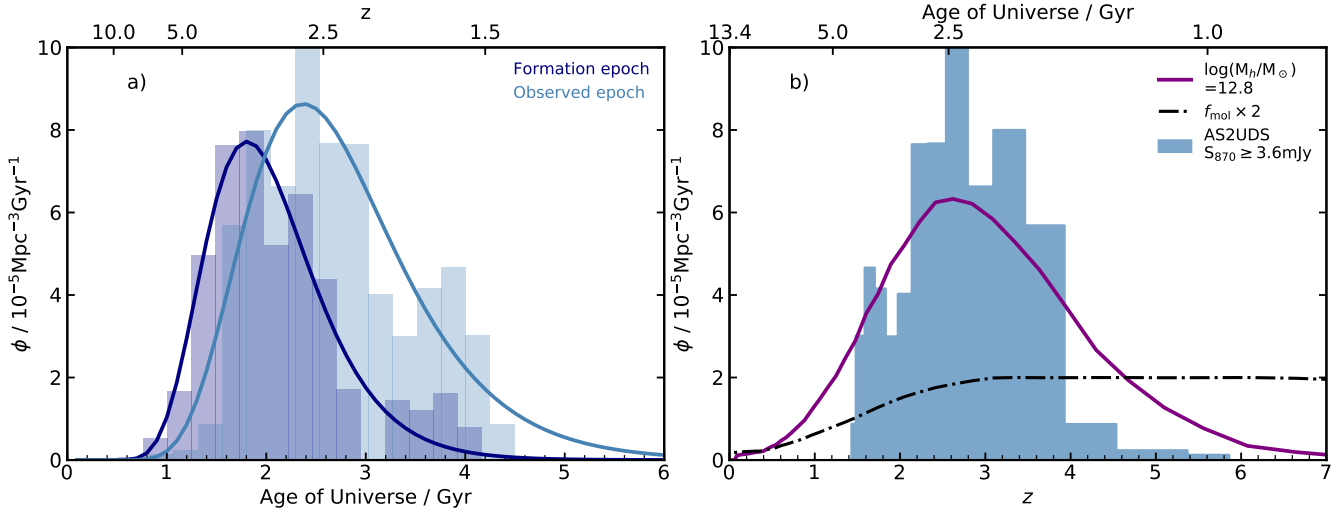 z
10.0 5.0 2.5 1.5
10
8
6
4
2
0
ϕ / 10⁻⁵Mpc⁻³Gyr⁻¹
a)
Formation epoch
Observed epoch
0 1 2 3 4 5 6
Age of Universe / Gyr
Age of Universe / Gyr
13.4 5.0 2.5 1.0
10
8
6
4
2
0
ϕ / 10⁻⁵Mpc⁻³Gyr⁻¹
b)
log(Mₕ/M⊙)
=12.8
f_mol × 2
AS2UDS
S₈₇₀ ≥ 3.6mJy
0 1 2 3 4 5 6 7
z